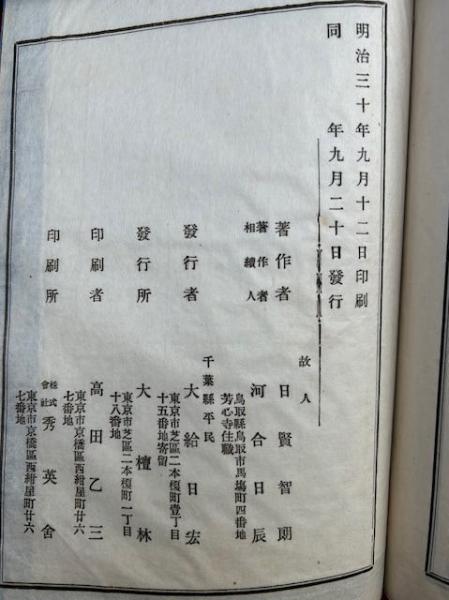 明治三十年九月十二日印刷
同　年九月二十日發行
著作者　故人　日賢智朗
著作者相續人　河合日辰
鳥取縣鳥取市馬塲町四番地
芳心寺住職
發行者　千葉縣平民　大給日宏
東京市芝區二本榎町壹丁目
十五番地寄留
發行所　大檀林
東京市芝區二本榎町一丁目
十八番地
印刷者　高田乙三
東京市京橋區西紺屋町廿六
七番地
印刷所　株式會社　秀英舍
東京市京橋區西紺屋町廿六
七番地